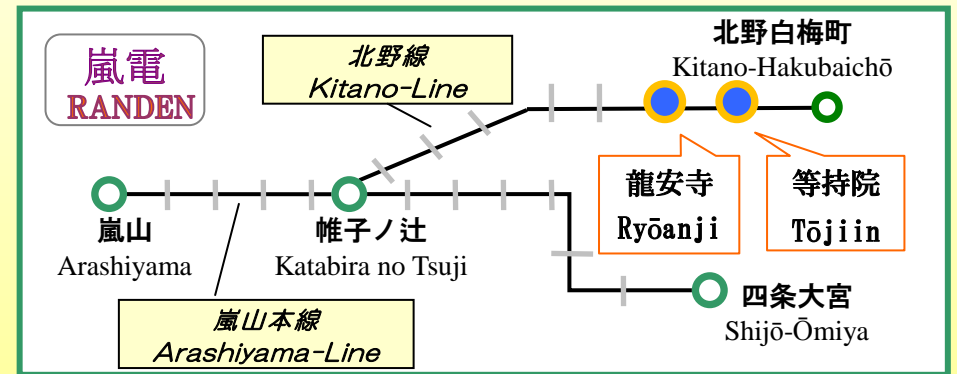 嵐電
RANDEN
北野線
Kitano-Line
北野白梅町
Kitano-Hakubaichō
龍安寺
Ryōanji
等持院
Tōjiin
嵐山
Arashiyama
帷子ノ辻
Katabira no Tsuji
四条大宮
Shijō-Ōmiya
嵐山本線
Arashiyama-Line